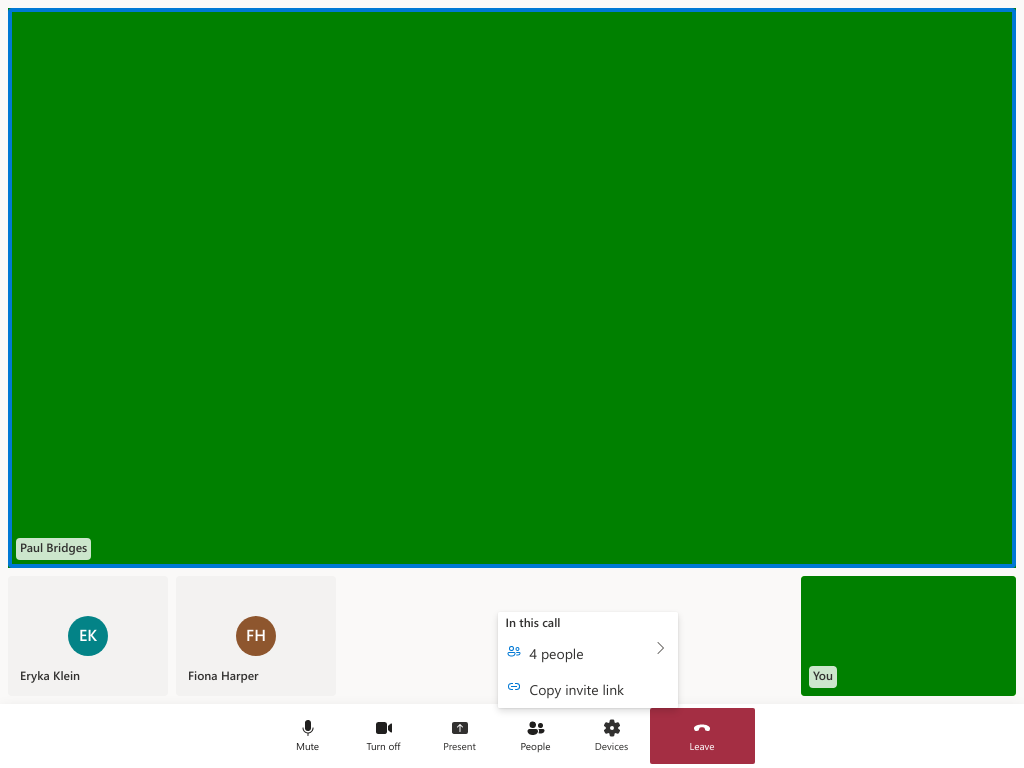 Paul Bridges
EK
Eryka Klein
FH
Fiona Harper
In this call
4 people
Copy invite link
You
Mute
Turn off
Present
People
Devices
Leave